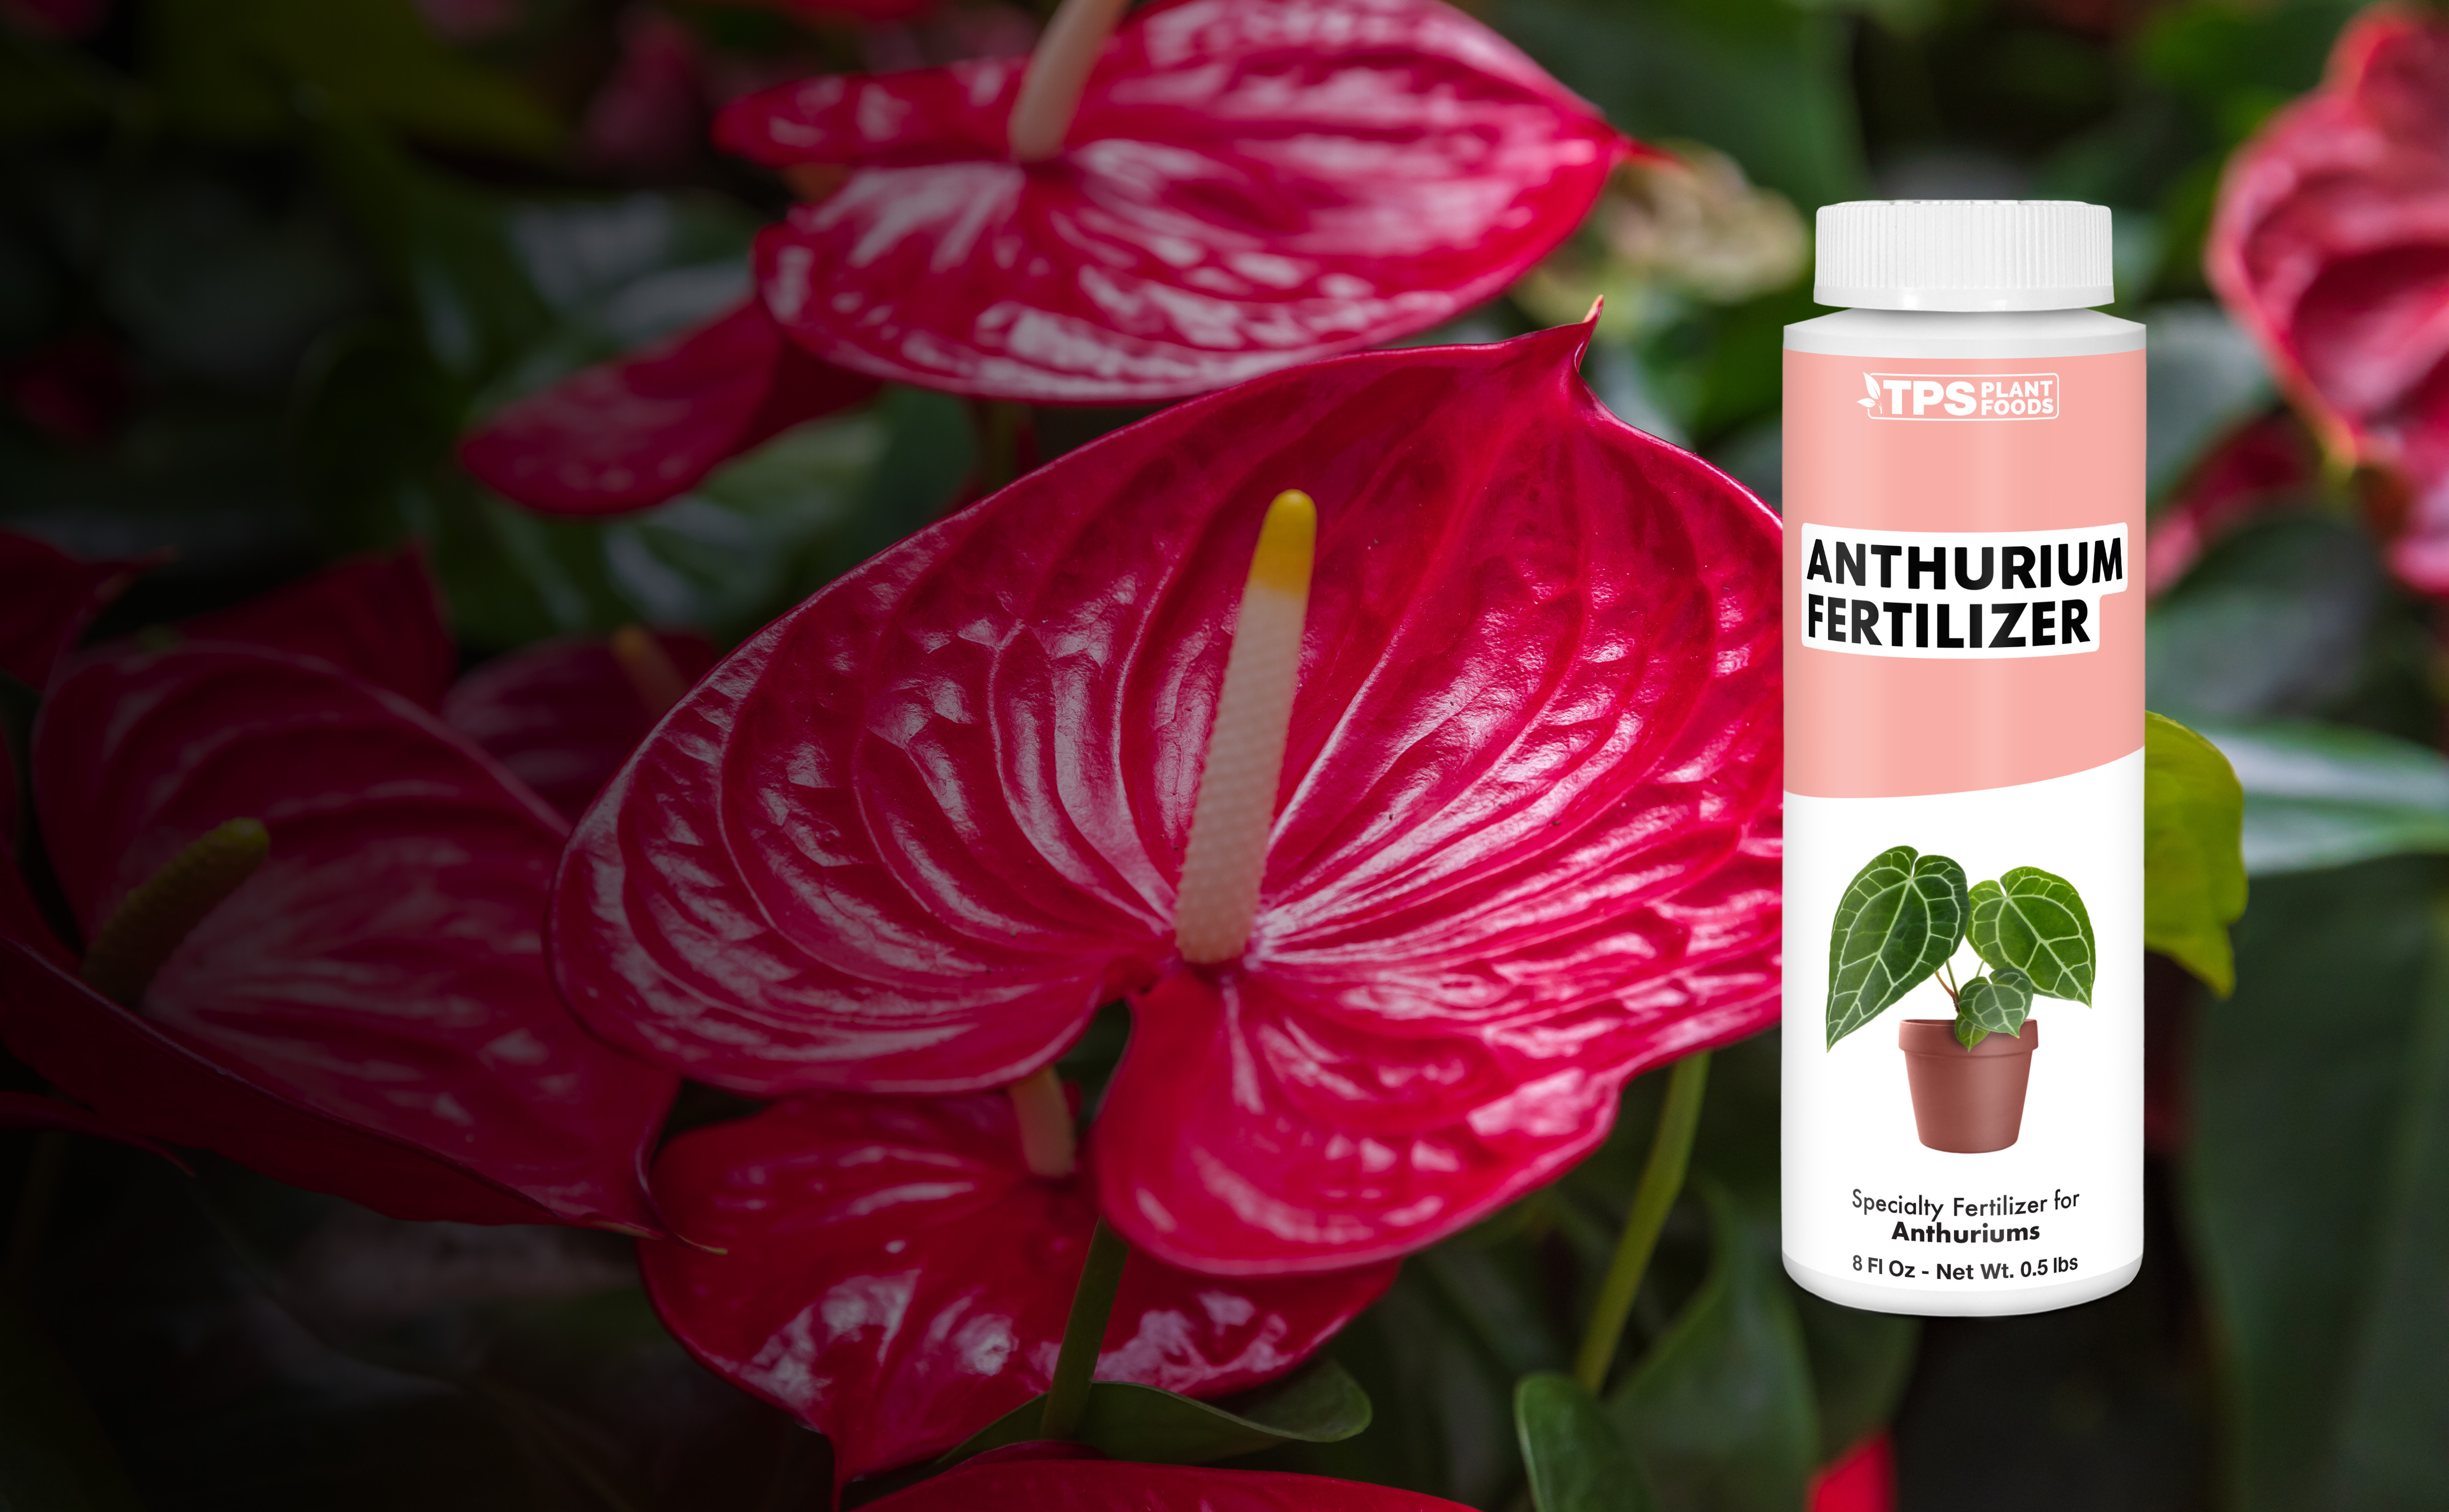 TPS PLANT
FOODS
ANTHURIUM
FERTILIZER
Specialty Fertilizer for
Anthuriums
8 Fl Oz - Net Wt. 0.5 lbs